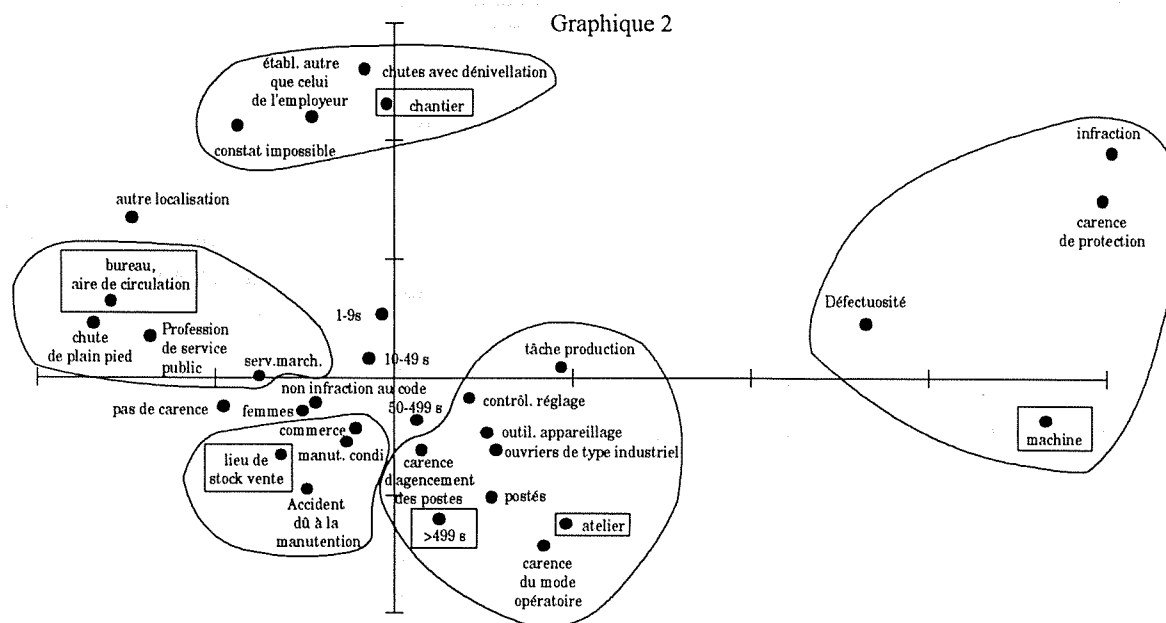 Graphique 2
établ. autre
que celui
de l'employeur
chutes avec dénivellation
chantier
constat impossible
infraction
carence
de protection
autre localisation
bureau,
aire de circulation
chute
de plain pied
Profession
de service
public
1-9s
10-49 s
Défectuosité
serv.march.
tâche production
non infraction au code
pas de carence
femmes
50-499 s
contrôl. réglage
commerce
manut. condi
outil. appareillage
ouvriers de type industriel
machine
lieu de
stock vente
carence
d'agencement
des postes
postés
Accident
dû à la
manutention
>499 s
atelier
carence
du mode
opératoire